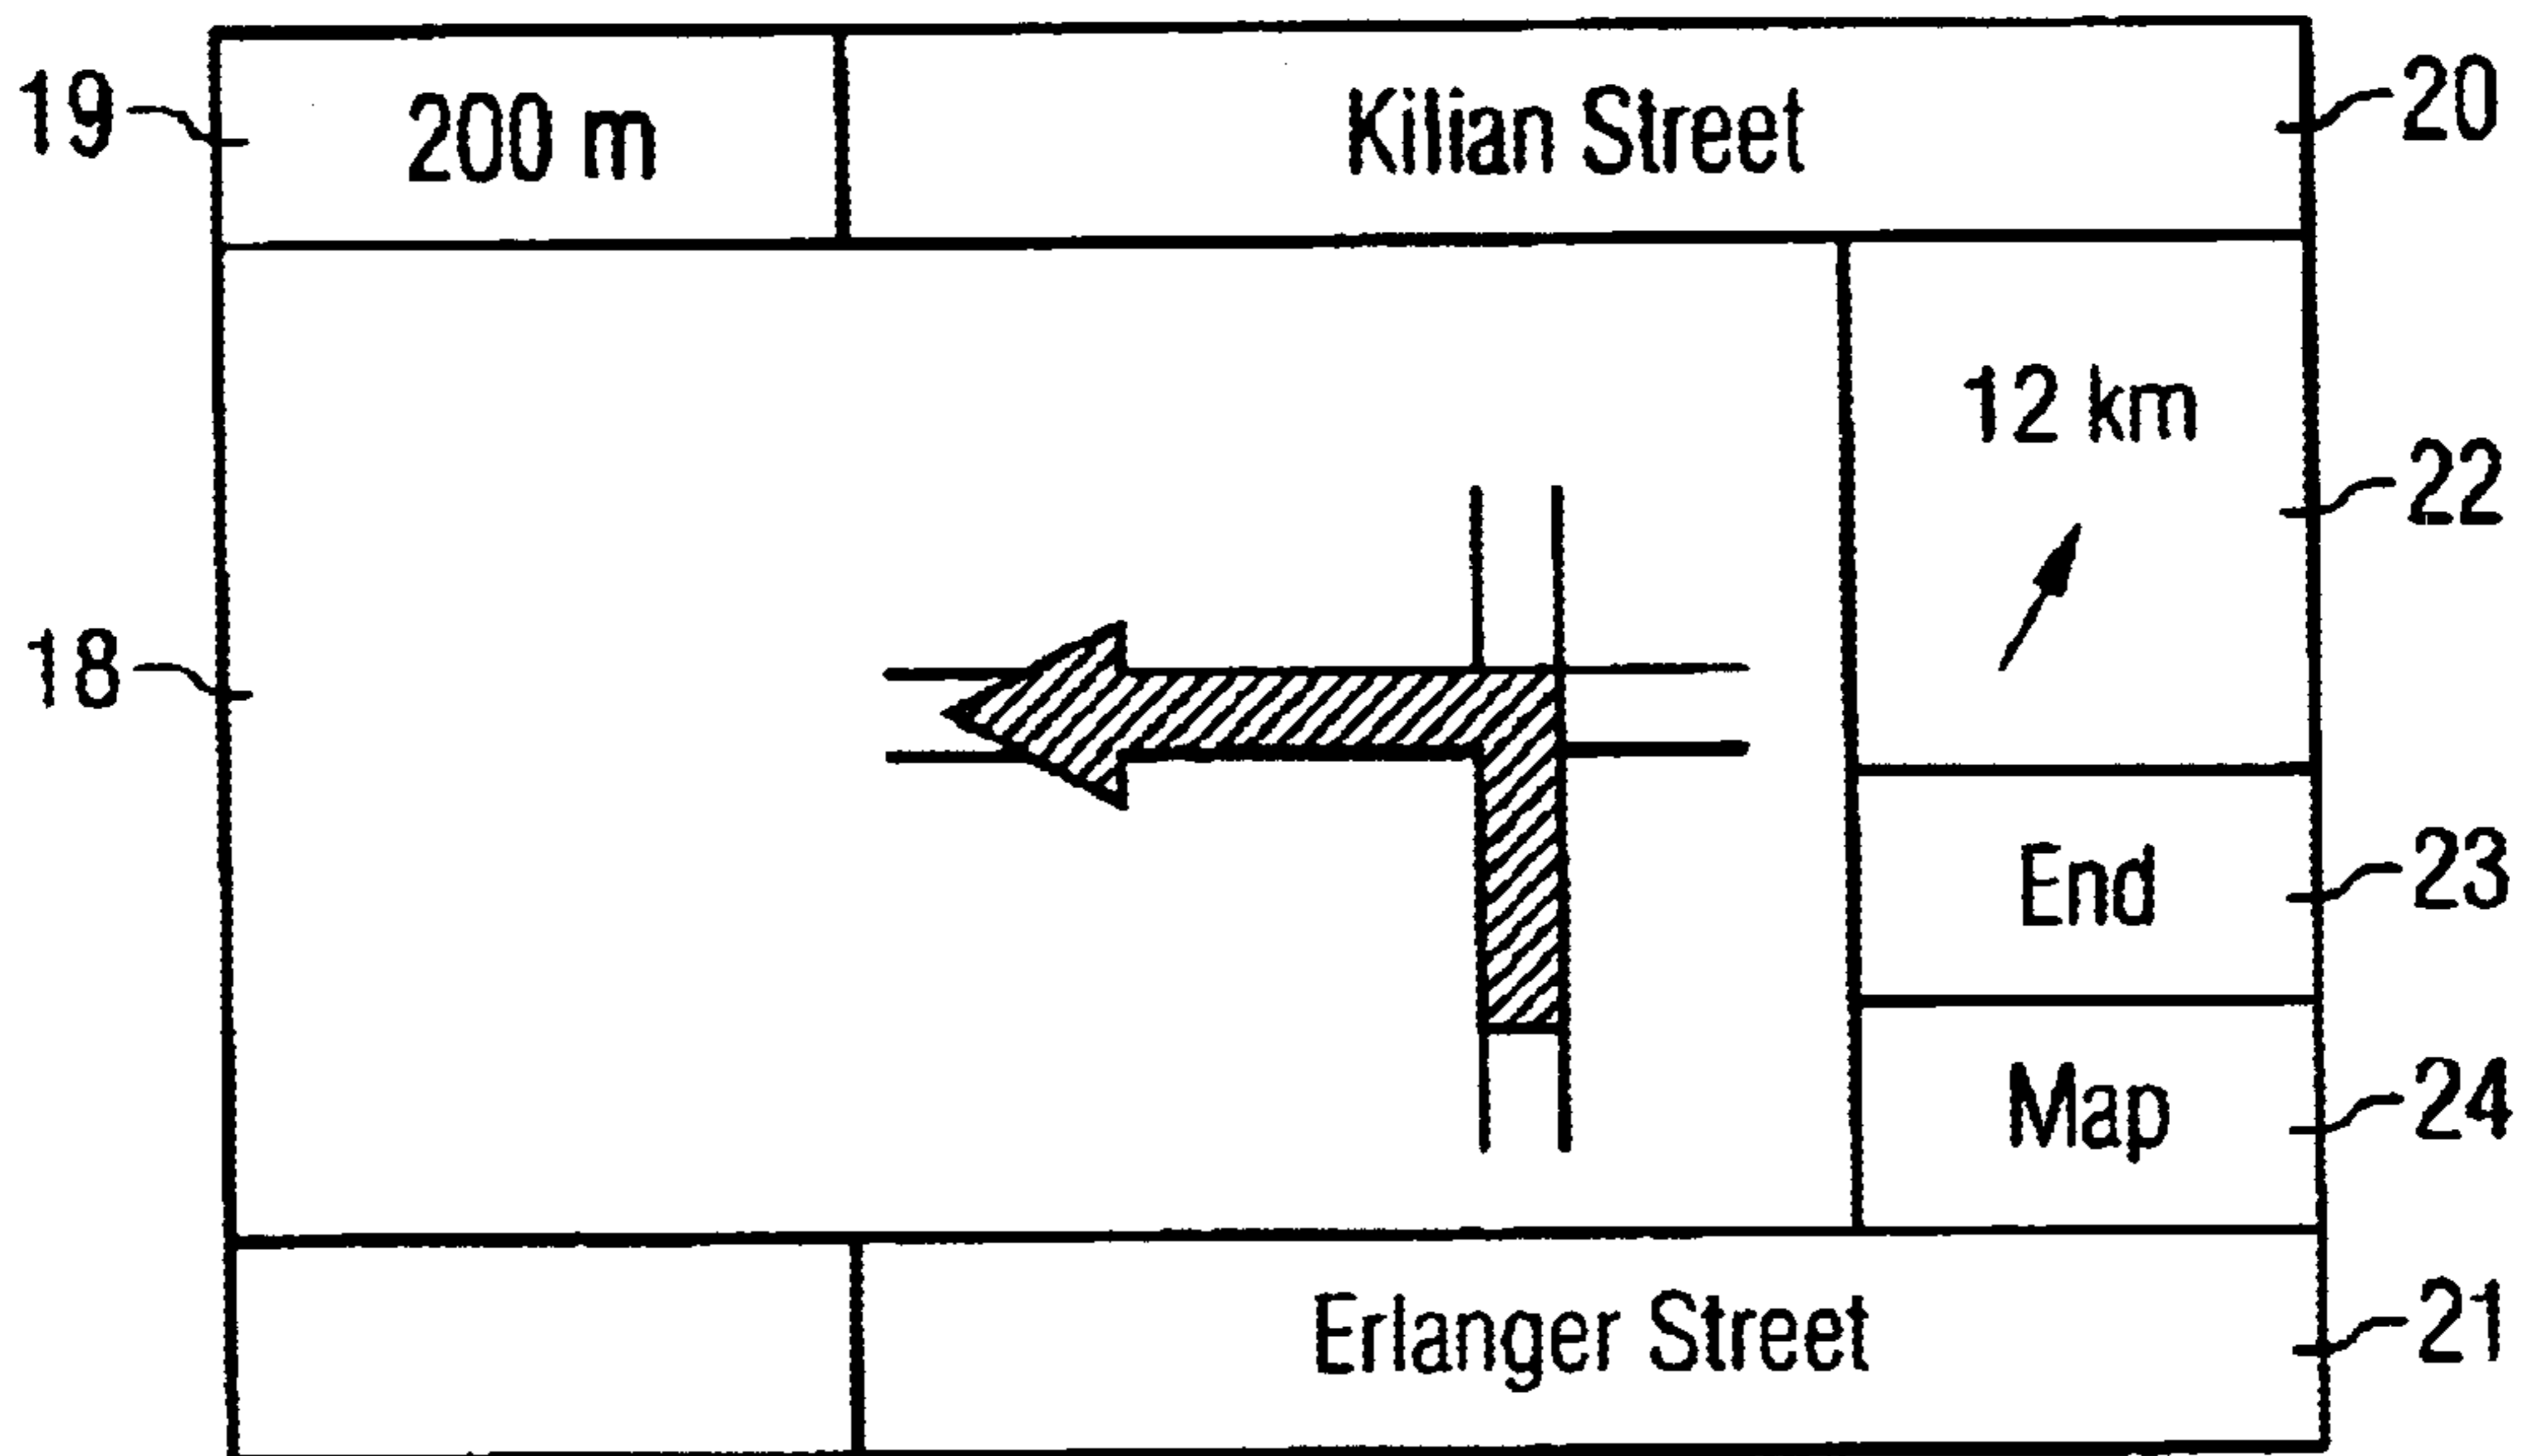 19
200 m
Kilian Street
20
12 km
22
18
End
23
Map
24
Erlanger Street
21